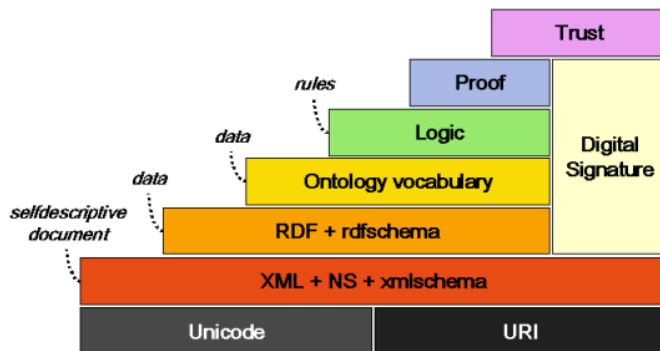 Trust
Proof
rules
Logic
Digital
Signature
data
Ontology vocabulary
data
RDF + rdfschema
selfdescriptive
document
XML + NS + xmlschema
Unicode
URI